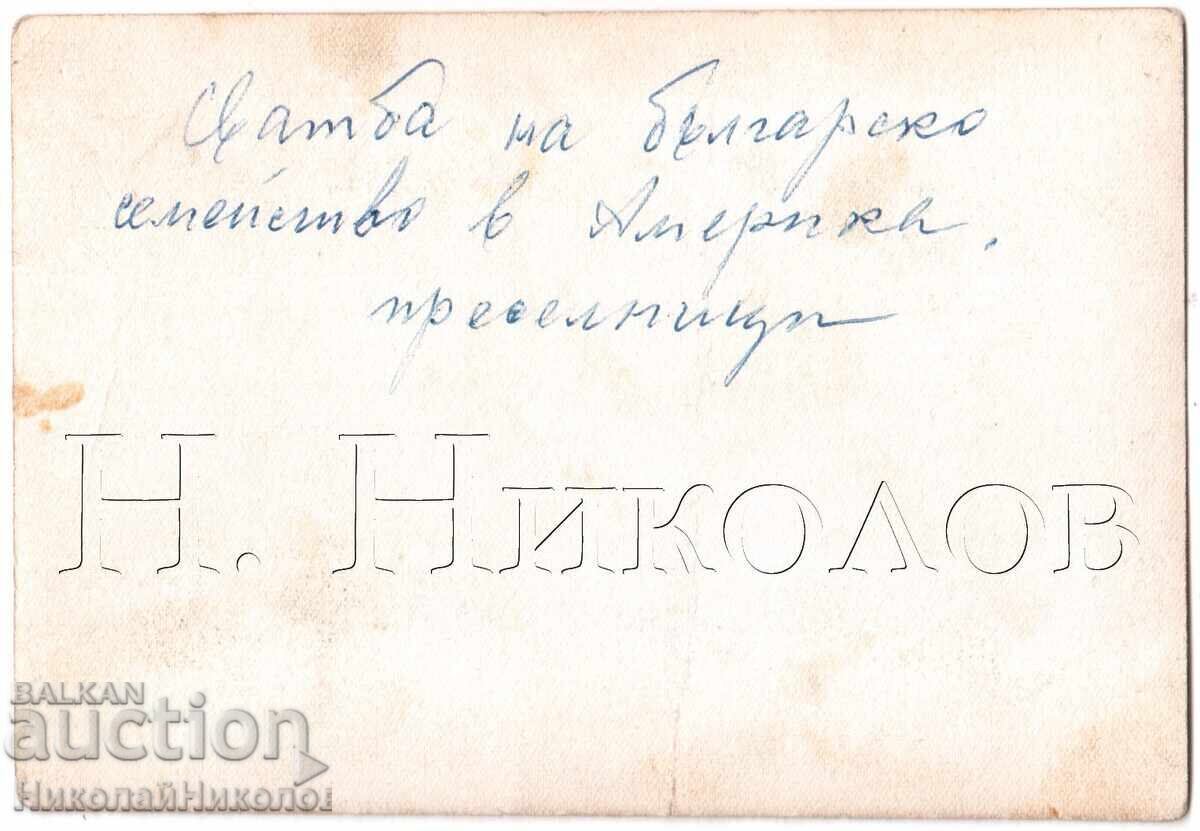 Сватба на българско
семейство в Америка.
преселници
Н. Николов
BALKAN
auction
НиколайНиколов